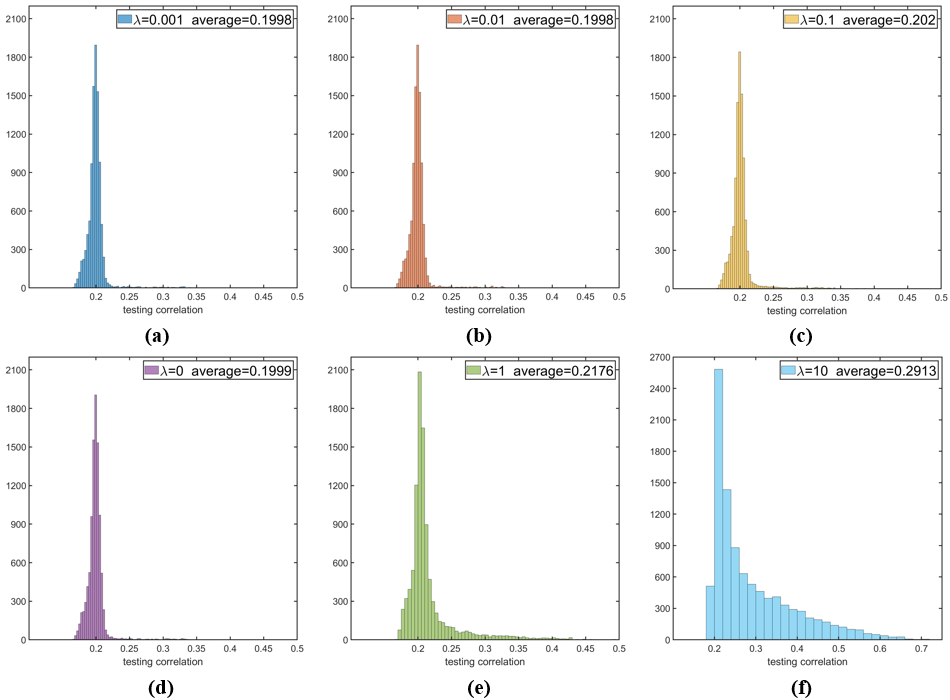 2100
1800
1500
1200
900
600
300
0
λ=0.001 average=0.1998
0.2 0.25 0.3 0.35 0.4 0.45 0.5
testing correlation
(a)
2100
1800
1500
1200
900
600
300
0
λ=0.01 average=0.1998
0.2 0.25 0.3 0.35 0.4 0.45 0.5
testing correlation
(b)
2100
1800
1500
1200
900
600
300
0
λ=0.1 average=0.202
0.2 0.25 0.3 0.35 0.4 0.45 0.5
testing correlation
(c)
2100
1800
1500
1200
900
600
300
0
λ=0 average=0.1999
0.2 0.25 0.3 0.35 0.4 0.45 0.5
testing correlation
(d)
2100
1800
1500
1200
900
600
300
0
λ=1 average=0.2176
0.2 0.25 0.3 0.35 0.4 0.45 0.5
testing correlation
(e)
2700
2400
2100
1800
1500
1200
900
600
300
0
λ=10 average=0.2913
0.2 0.3 0.4 0.5 0.6 0.7
testing correlation
(f)